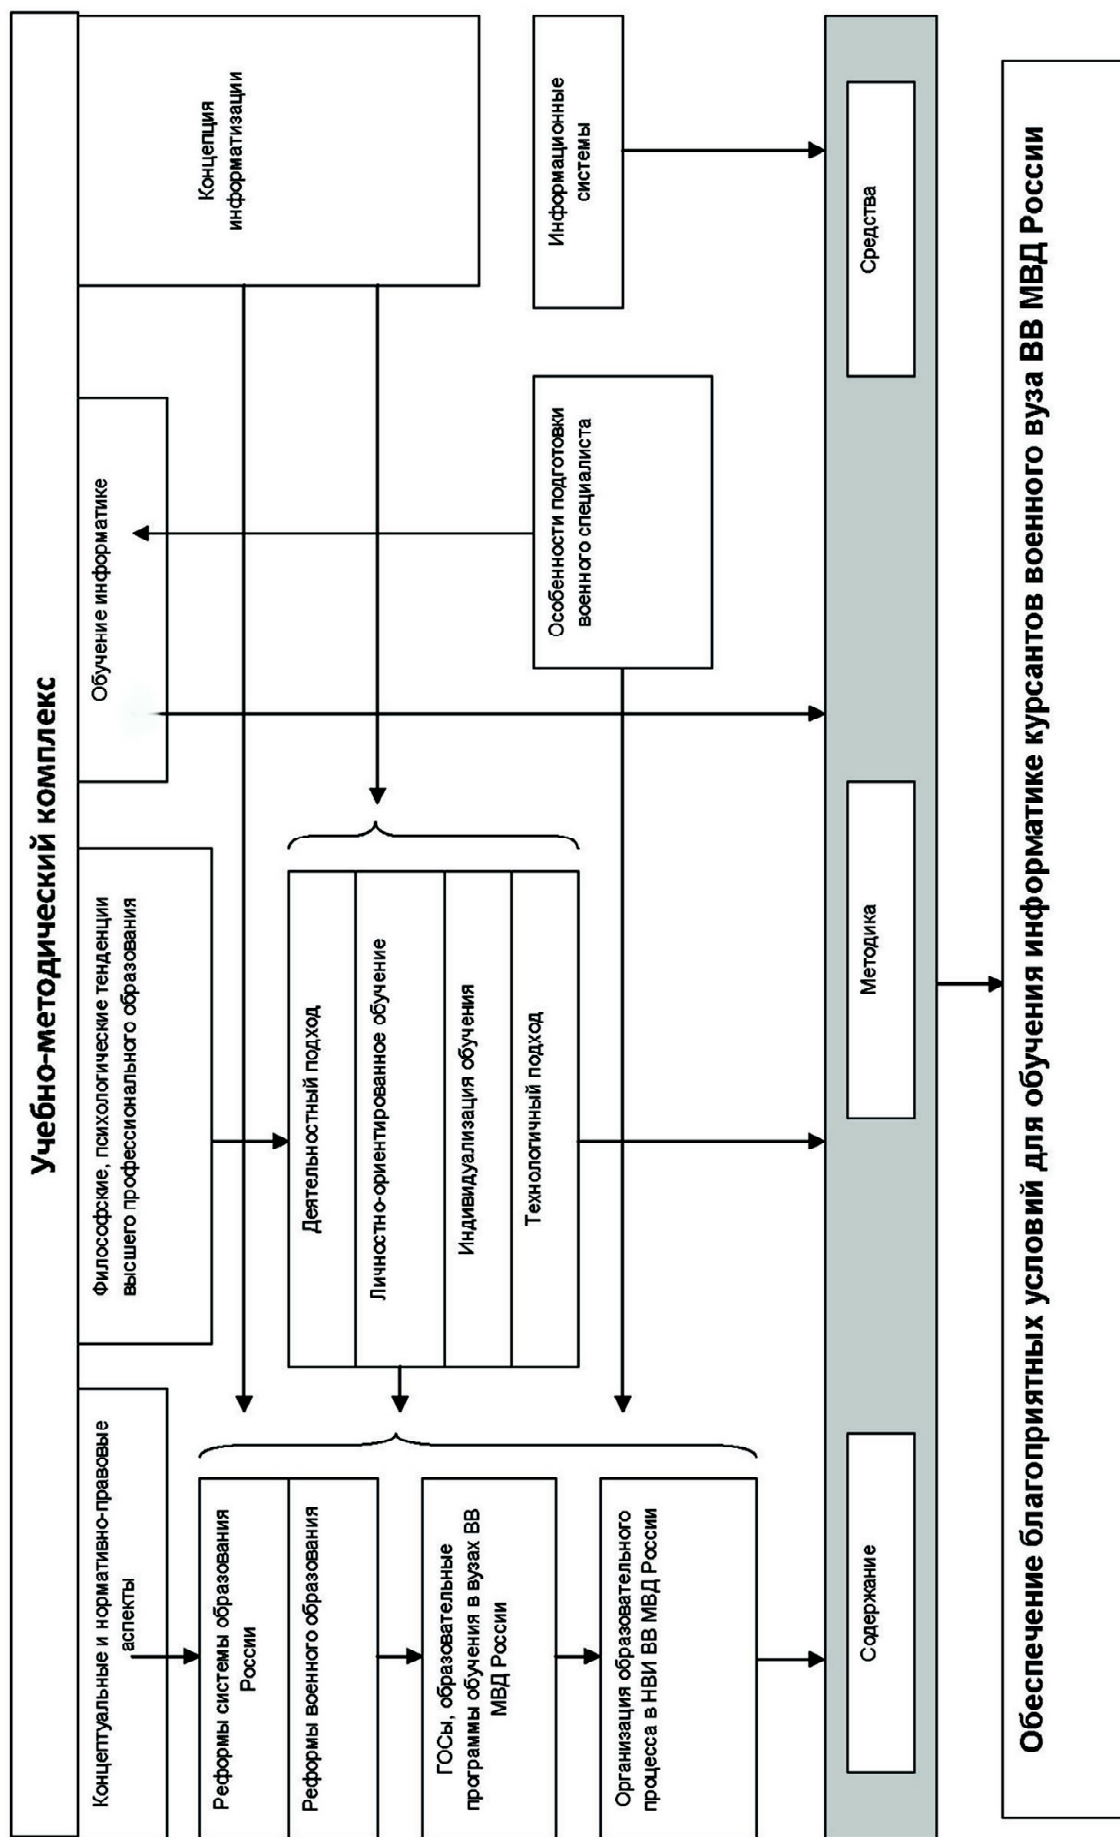 Учебно-методический комплекс
Концептуальные и нормативно-правовые
аспекты
Философские, психологические тенденции
высшего профессионального образования
Обучение информатике
Концепция
информатизации
Реформы системы образования
России
Реформы военного образования
ГОСы, образовательные
программы обучения в вузах ВВ
МВД России
Организация образовательного
процесса в НВИ ВВ МВД России
Деятельностный подход
Личностно-ориентированное обучение
Индивидуализация обучения
Технологичный подход
Особенности подготовки
военного специалиста
Информационные
системы
Содержание
Методика
Средства
Обеспечение благоприятных условий для обучения информатике курсантов военного вуза ВВ МВД России